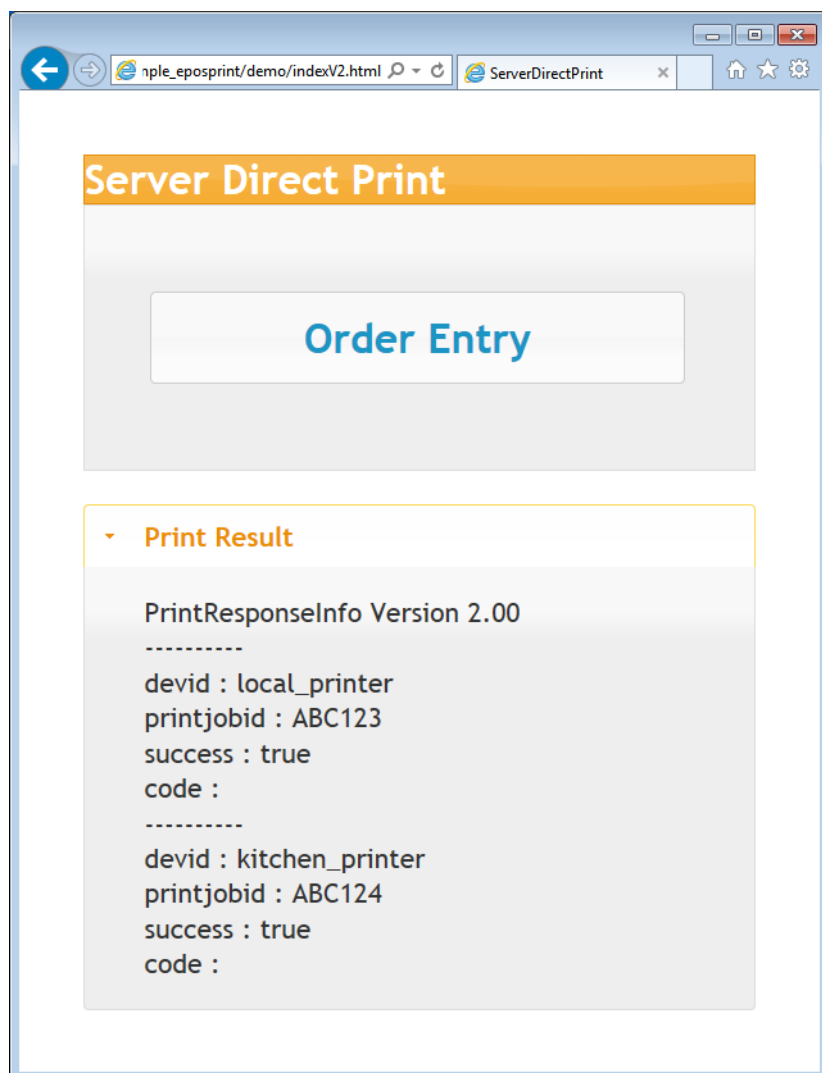 nple_eposprint/demo/indexV2.html
ServerDirectPrint
Server Direct Print
Order Entry
Print Result
PrintResponseInfo Version 2.00
----------
devid : local_printer
printjobid : ABC123
success : true
code :
----------
devid : kitchen_printer
printjobid : ABC124
success : true
code :